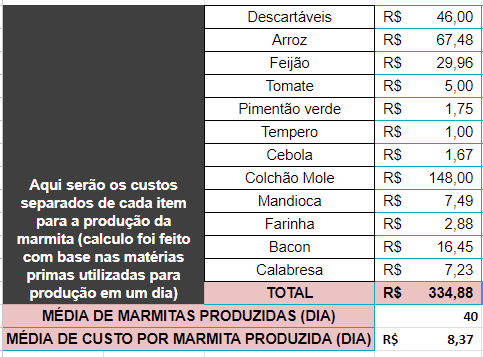 Descartáveis R$ 46,00
Arroz R$ 67,48
Feijão R$ 29,96
Tomate R$ 5,00
Pimentão verde R$ 1,75
Tempero R$ 1,00
Cebola R$ 1,67
Colchão Mole R$ 148,00
Mandioca R$ 7,49
Farinha R$ 2,88
Bacon R$ 16,45
Calabresa R$ 7,23
Aqui serão os custos
separados de cada item
para a produção da
marmita (calculo foi feito
com base nas matérias
primas utilizadas para
produção em um dia)
TOTAL R$ 334,88
MÉDIA DE MARMITAS PRODUZIDAS (DIA) 40
MÉDIA DE CUSTO POR MARMITA PRODUZIDA (DIA) R$ 8,37